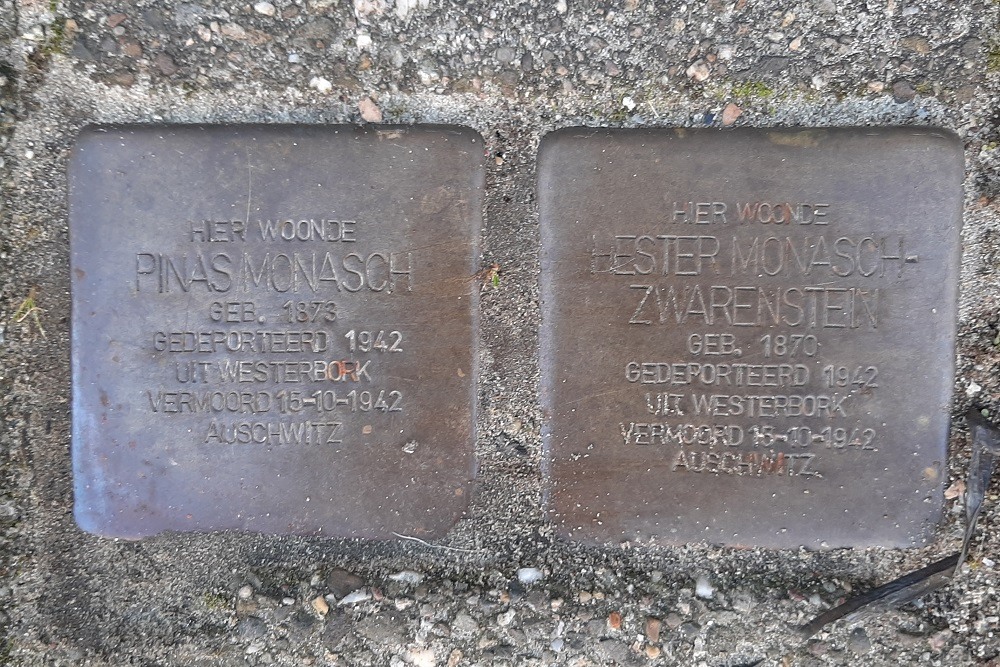 HIER WOONDE
PINAS MONASCH
GEB. 1873
GEDEPORTEERD 1942
UIT WESTERBORK
VERMOORD 15-10-1942
AUSCHWITZ
HIER WOONDE
HESTER MONASCH-
ZWARENSTEIN
GEB. 1870
GEDEPORTEERD 1942
UIT WESTERBORK
VERMOORD 15-10-1942
AUSCHWITZ